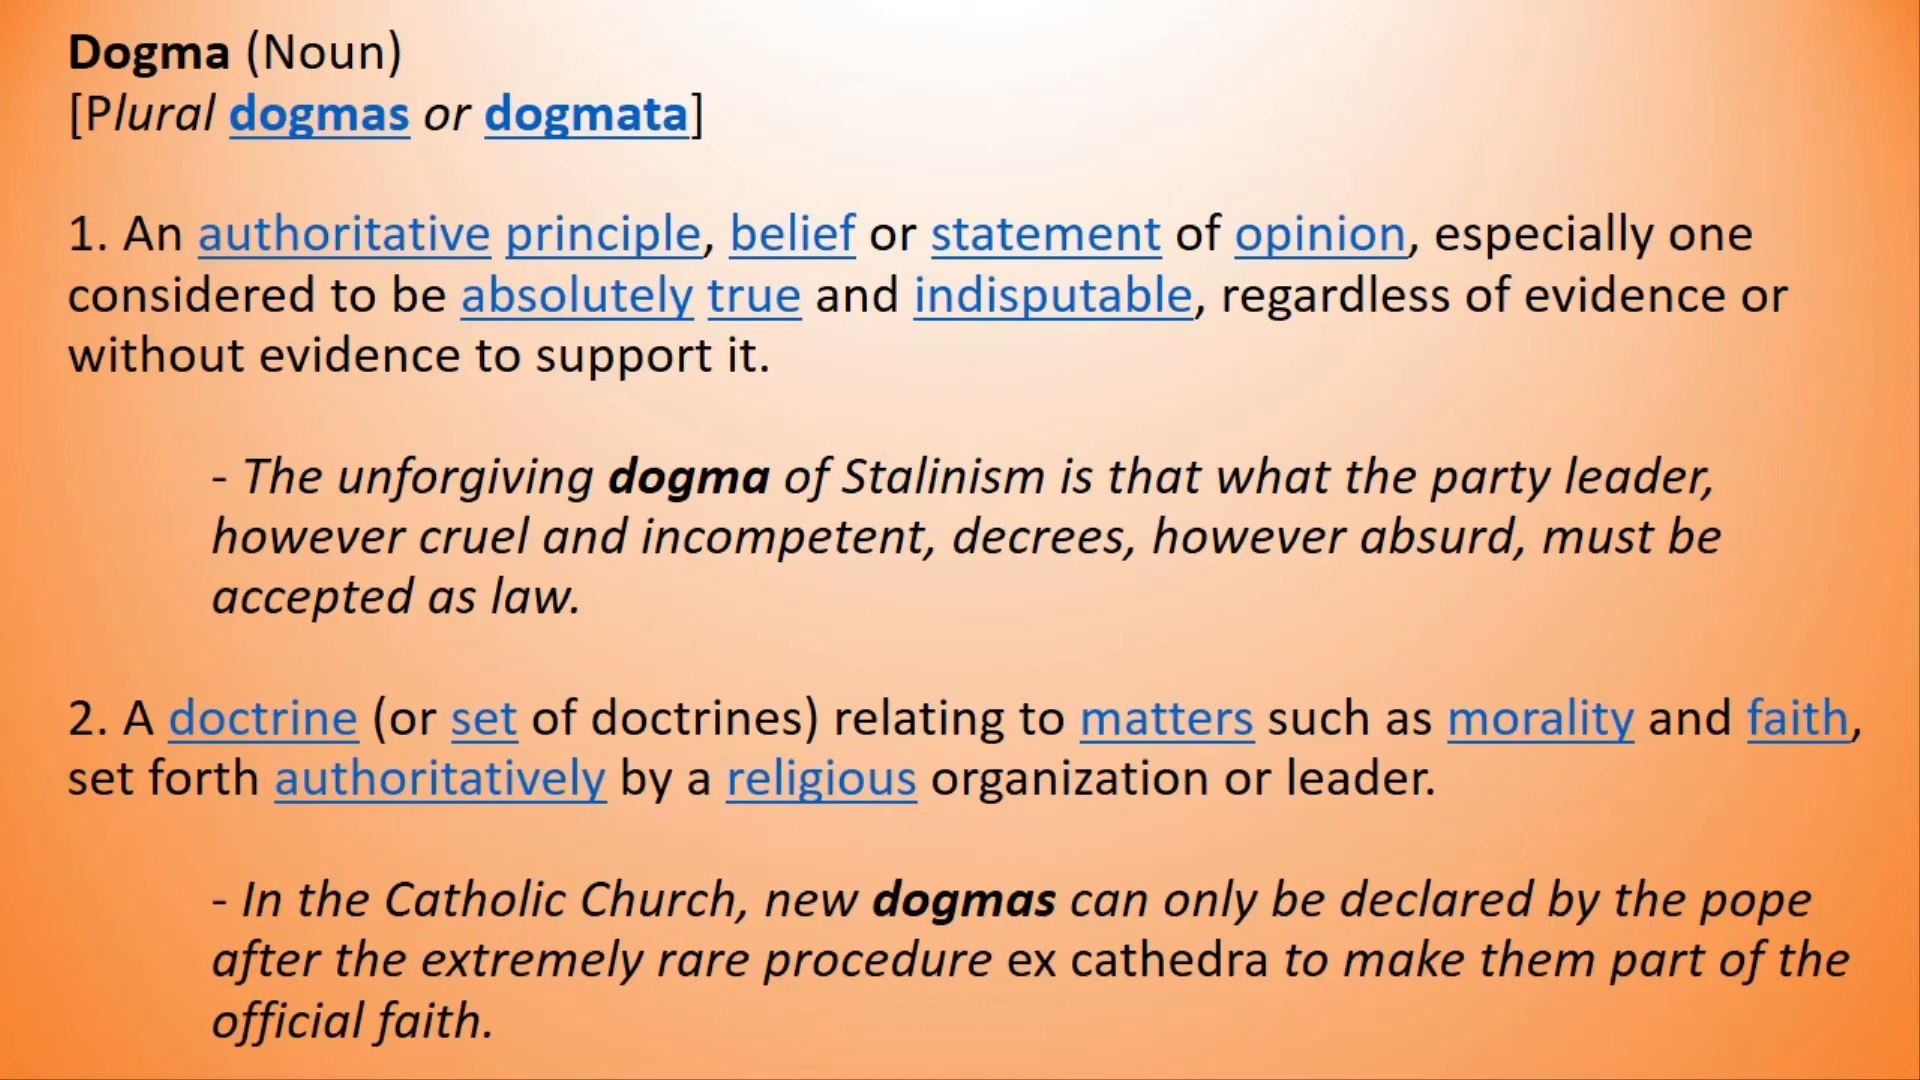 Dogma (Noun)
[Plural dogmas or dogmata]
1. An authoritative principle, belief or statement of opinion, especially one
considered to be absolutely true and indisputable, regardless of evidence or
without evidence to support it.
- The unforgiving dogma of Stalinism is that what the party leader,
however cruel and incompetent, decrees, however absurd, must be
accepted as law.
2. A doctrine (or set of doctrines) relating to matters such as morality and faith,
set forth authoritatively by a religious organization or leader.
- In the Catholic Church, new dogmas can only be declared by the pope
after the extremely rare procedure ex cathedra to make them part of the
official faith.